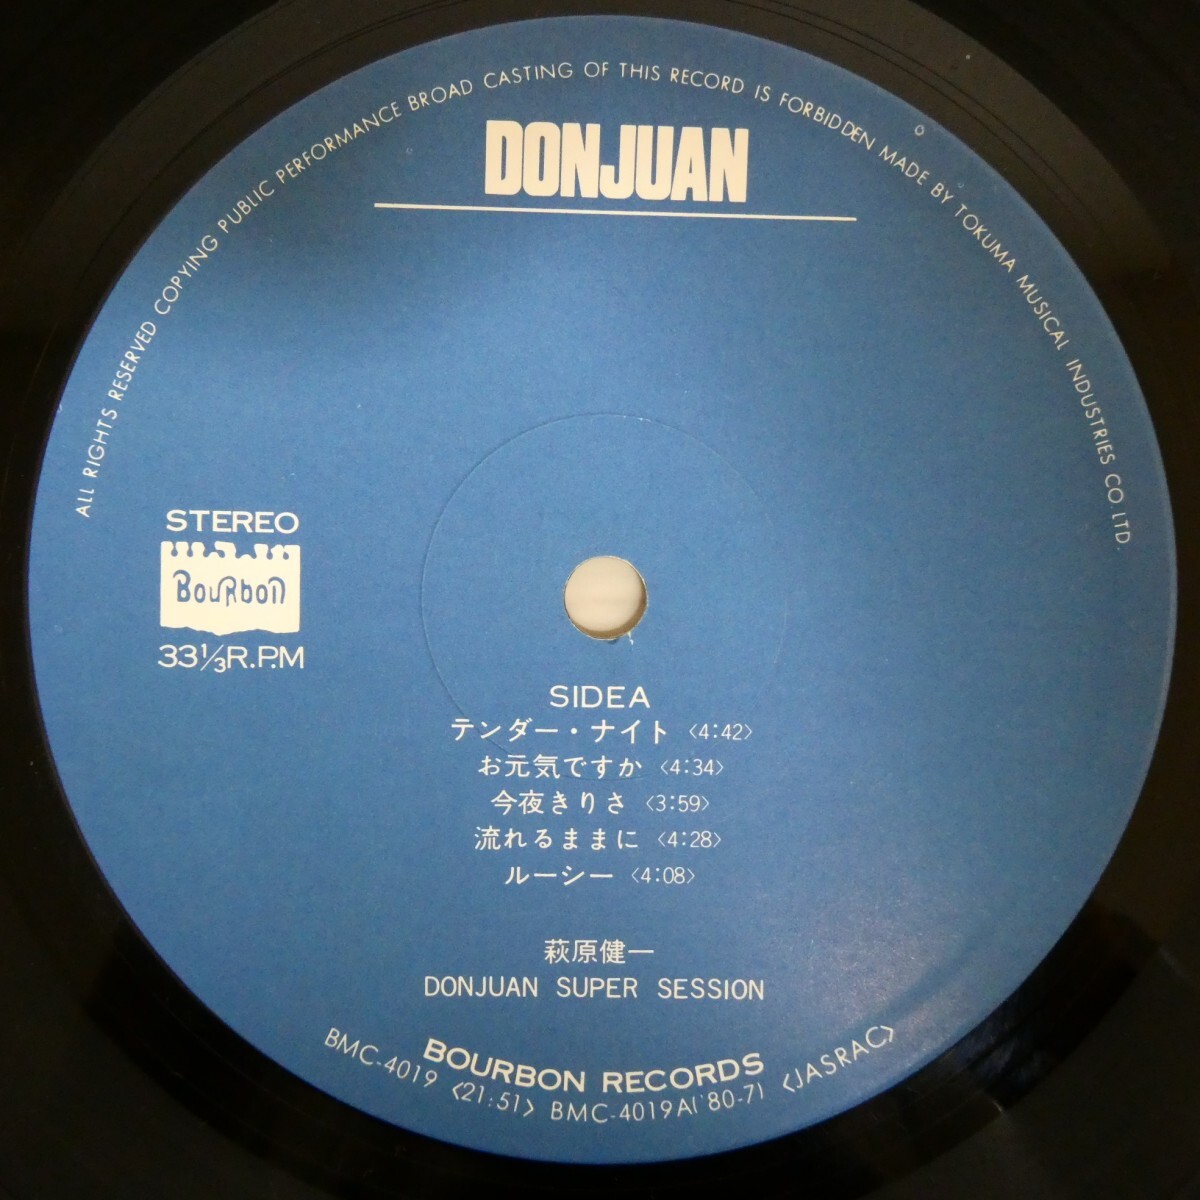 ALL RIGHTS RESERVED COPYING PUBLIC PERFORMANCE BROAD CASTING OF THIS RECORD IS FORBIDDEN MADE BY TOKUMA MUSICAL INDUSTRIES CO.LTD.
DONJUAN
STEREO
BouRbon
33⅓R.P.M
SIDEA
テンダー・ナイト〈4:42〉
お元気ですか〈4:34〉
今夜きりさ〈3:59〉
流れるままに〈4:28〉
ルーシー〈4:08〉
萩原健一
DONJUAN SUPER SESSION
BOURBON RECORDS
BMC-4019 〈21:51〉 BMC-4019A('80-7) 〈JASRAC〉